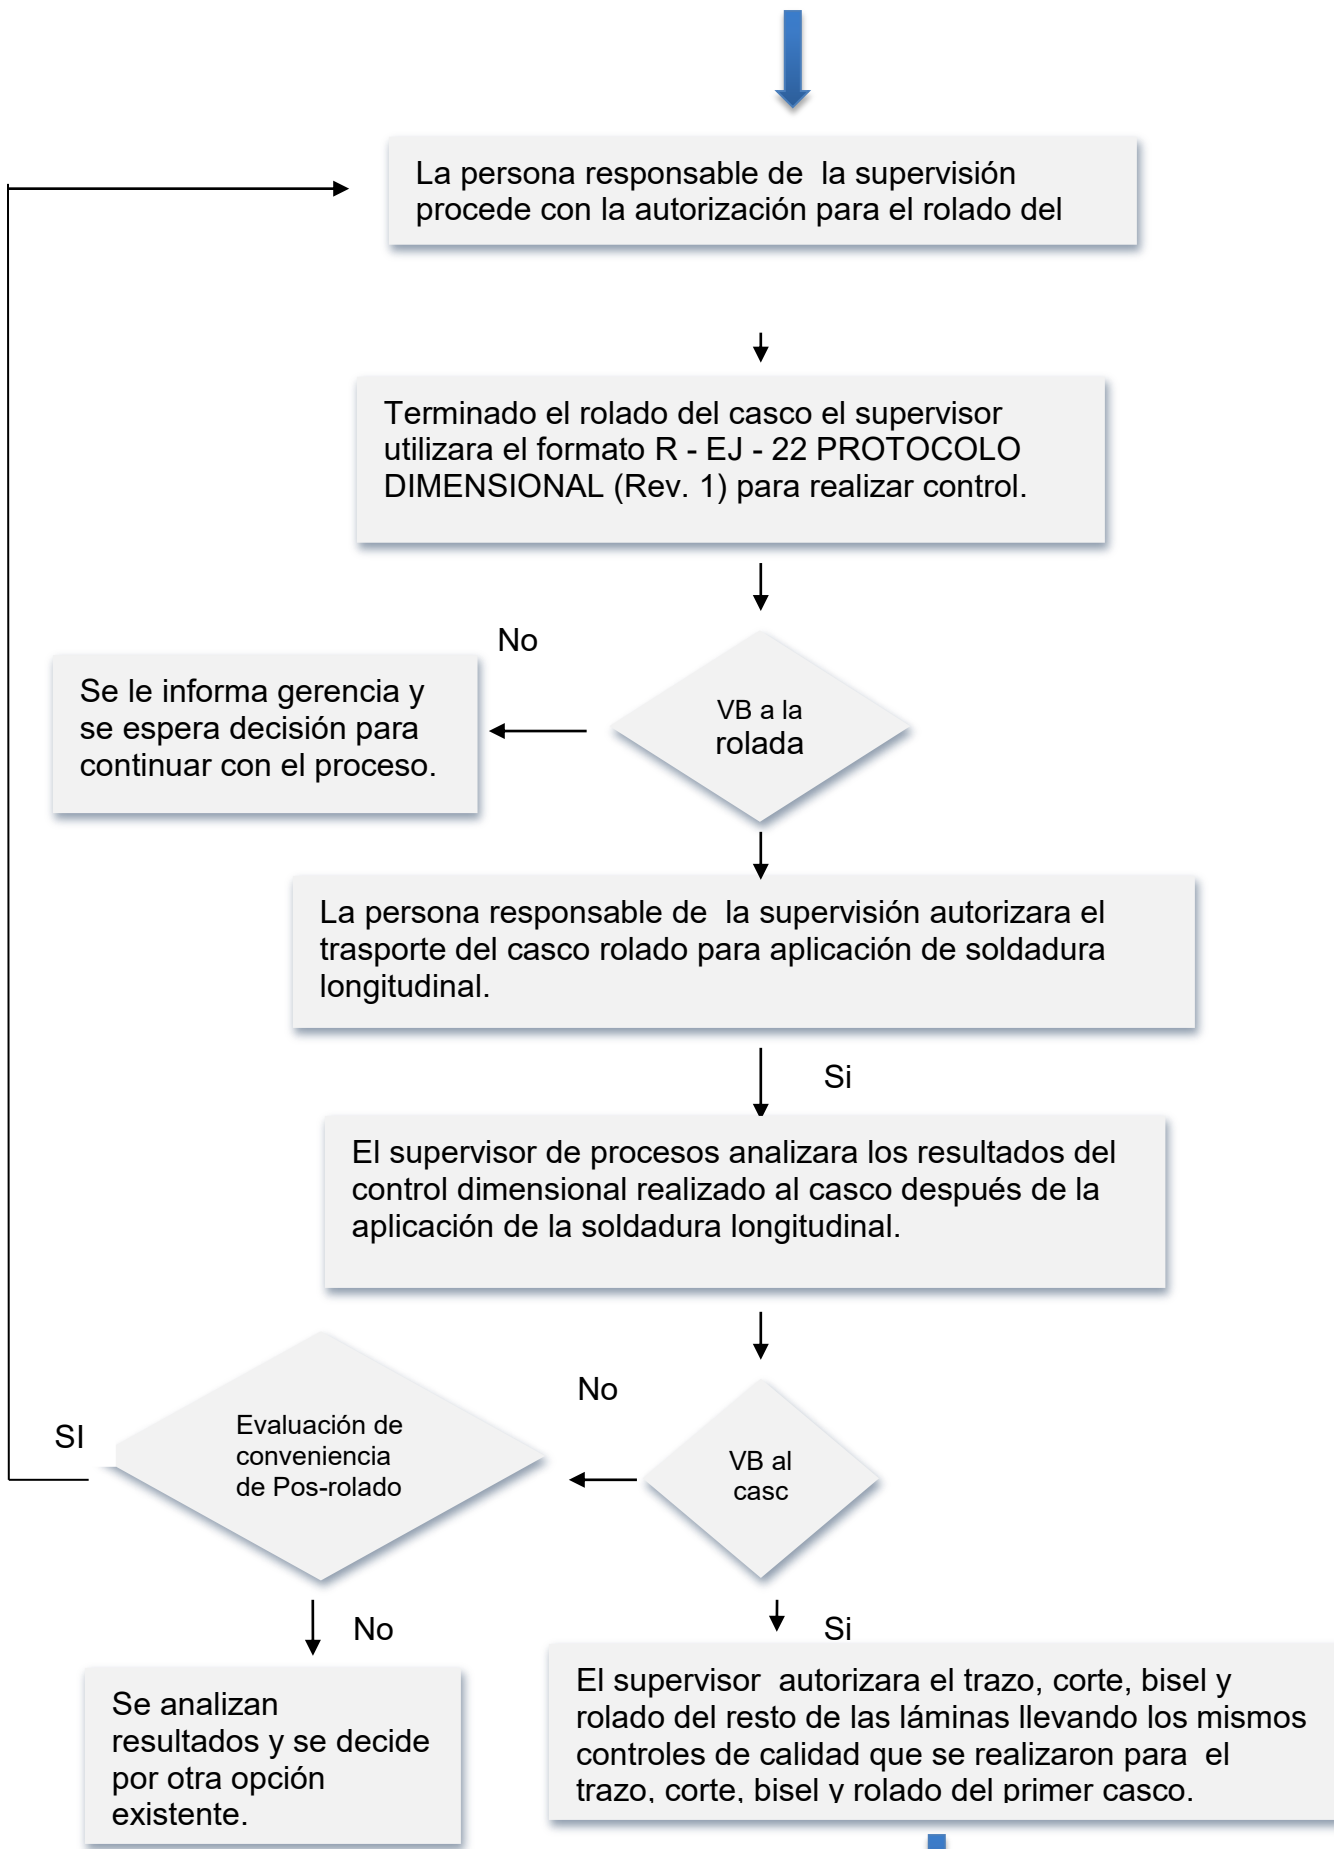 La persona responsable de  la supervisión
procede con la autorización para el rolado del
Terminado el rolado del casco el supervisor
utilizara el formato R - EJ - 22 PROTOCOLO
DIMENSIONAL (Rev. 1) para realizar control.
No
Se le informa gerencia y
se espera decisión para
continuar con el proceso.
VB a la
rolada
La persona responsable de  la supervisión autorizara el
trasporte del casco rolado para aplicación de soldadura
longitudinal.
Si
El supervisor de procesos analizara los resultados del
control dimensional realizado al casco después de la
aplicación de la soldadura longitudinal.
No
SI
Evaluación de
conveniencia
de Pos-rolado
VB al
casc
No
Si
Se analizan
resultados y se decide
por otra opción
existente.
El supervisor  autorizara el trazo, corte, bisel y
rolado del resto de las láminas llevando los mismos
controles de calidad que se realizaron para  el
trazo, corte, bisel y rolado del primer casco.